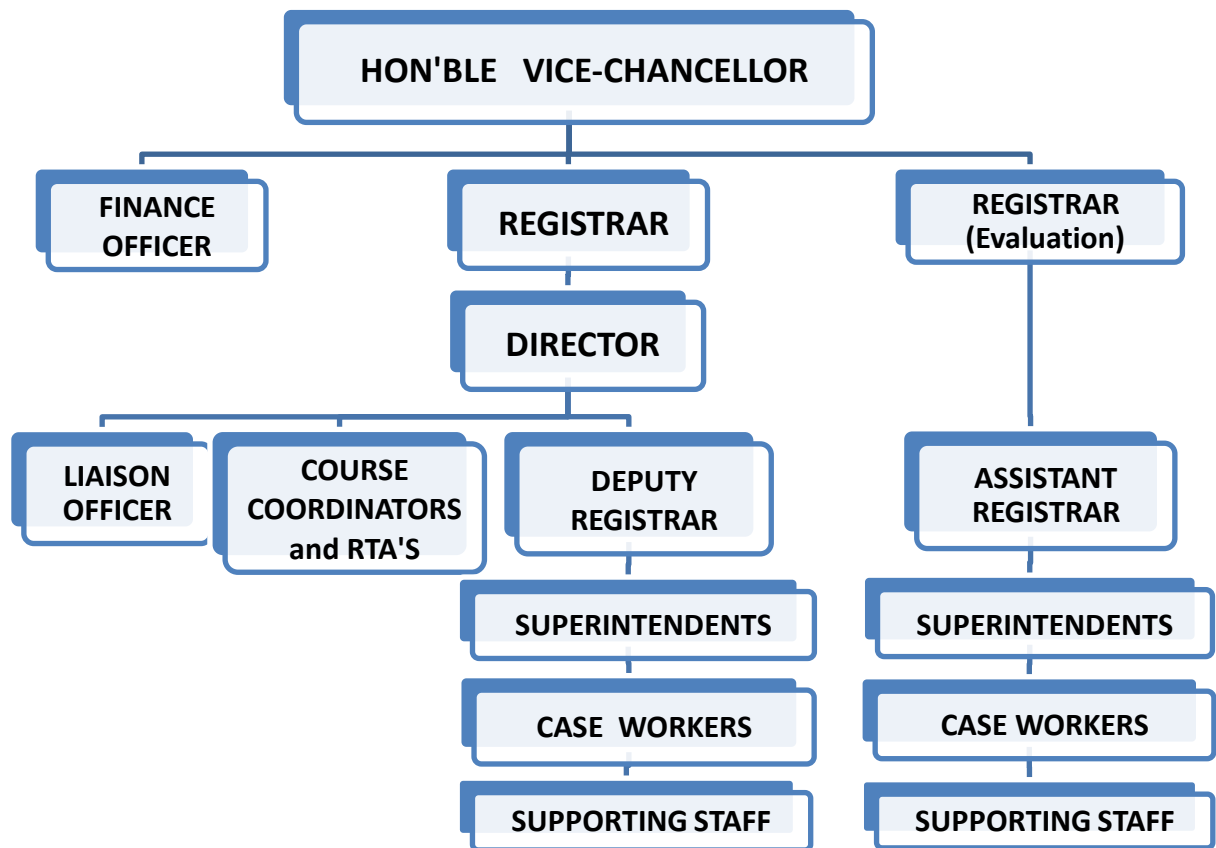 HON'BLE VICE-CHANCELLOR
FINANCE
OFFICER
REGISTRAR
REGISTRAR
(Evaluation)
DIRECTOR
LIAISON
OFFICER
COURSE
COORDINATORS
and RTA'S
DEPUTY
REGISTRAR
ASSISTANT
REGISTRAR
SUPERINTENDENTS
SUPERINTENDENTS
CASE WORKERS
CASE WORKERS
SUPPORTING STAFF
SUPPORTING STAFF